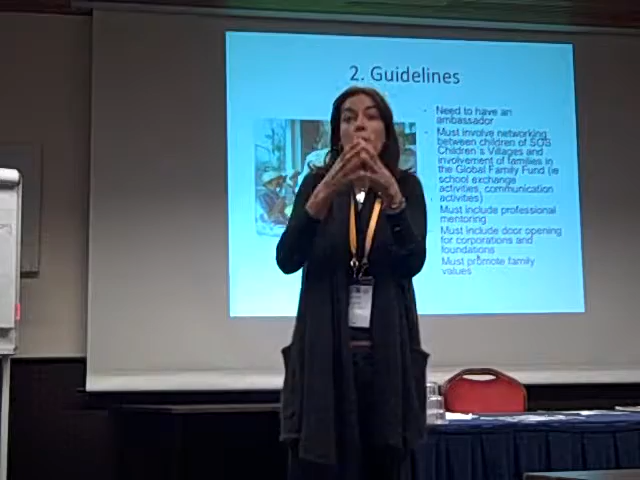 2. Guidelines
- Need to have an
ambassador
- Must involve networking
between children of SOS
Children's Villages and
involvement of families in
the Global Family Fund (ie
school exchange
activities, communication
activities)
- Must include professional
mentoring
- Must include door opening
for corporations and
foundations
Must promote family
values